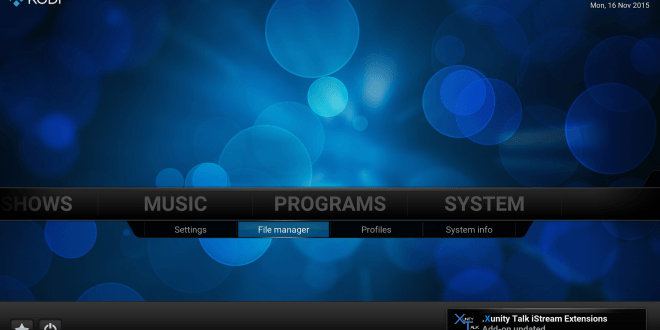 KODI
Mon, 16 Nov 2015
SHOWS MUSIC PROGRAMS SYSTEM
Settings File manager Profiles System info
.Xunity Talk iStream Extensions
Add-on updated